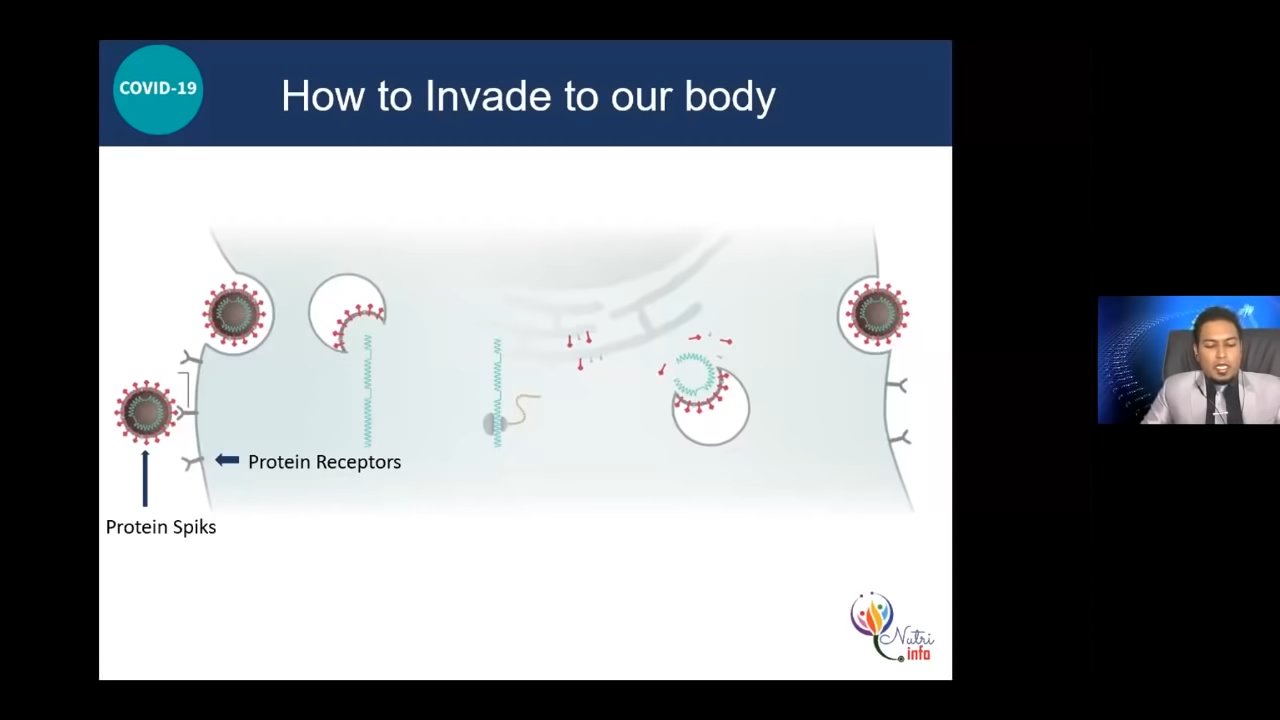 COVID-19
How to Invade to our body
Protein Receptors
Protein Spiks
Nutri
info